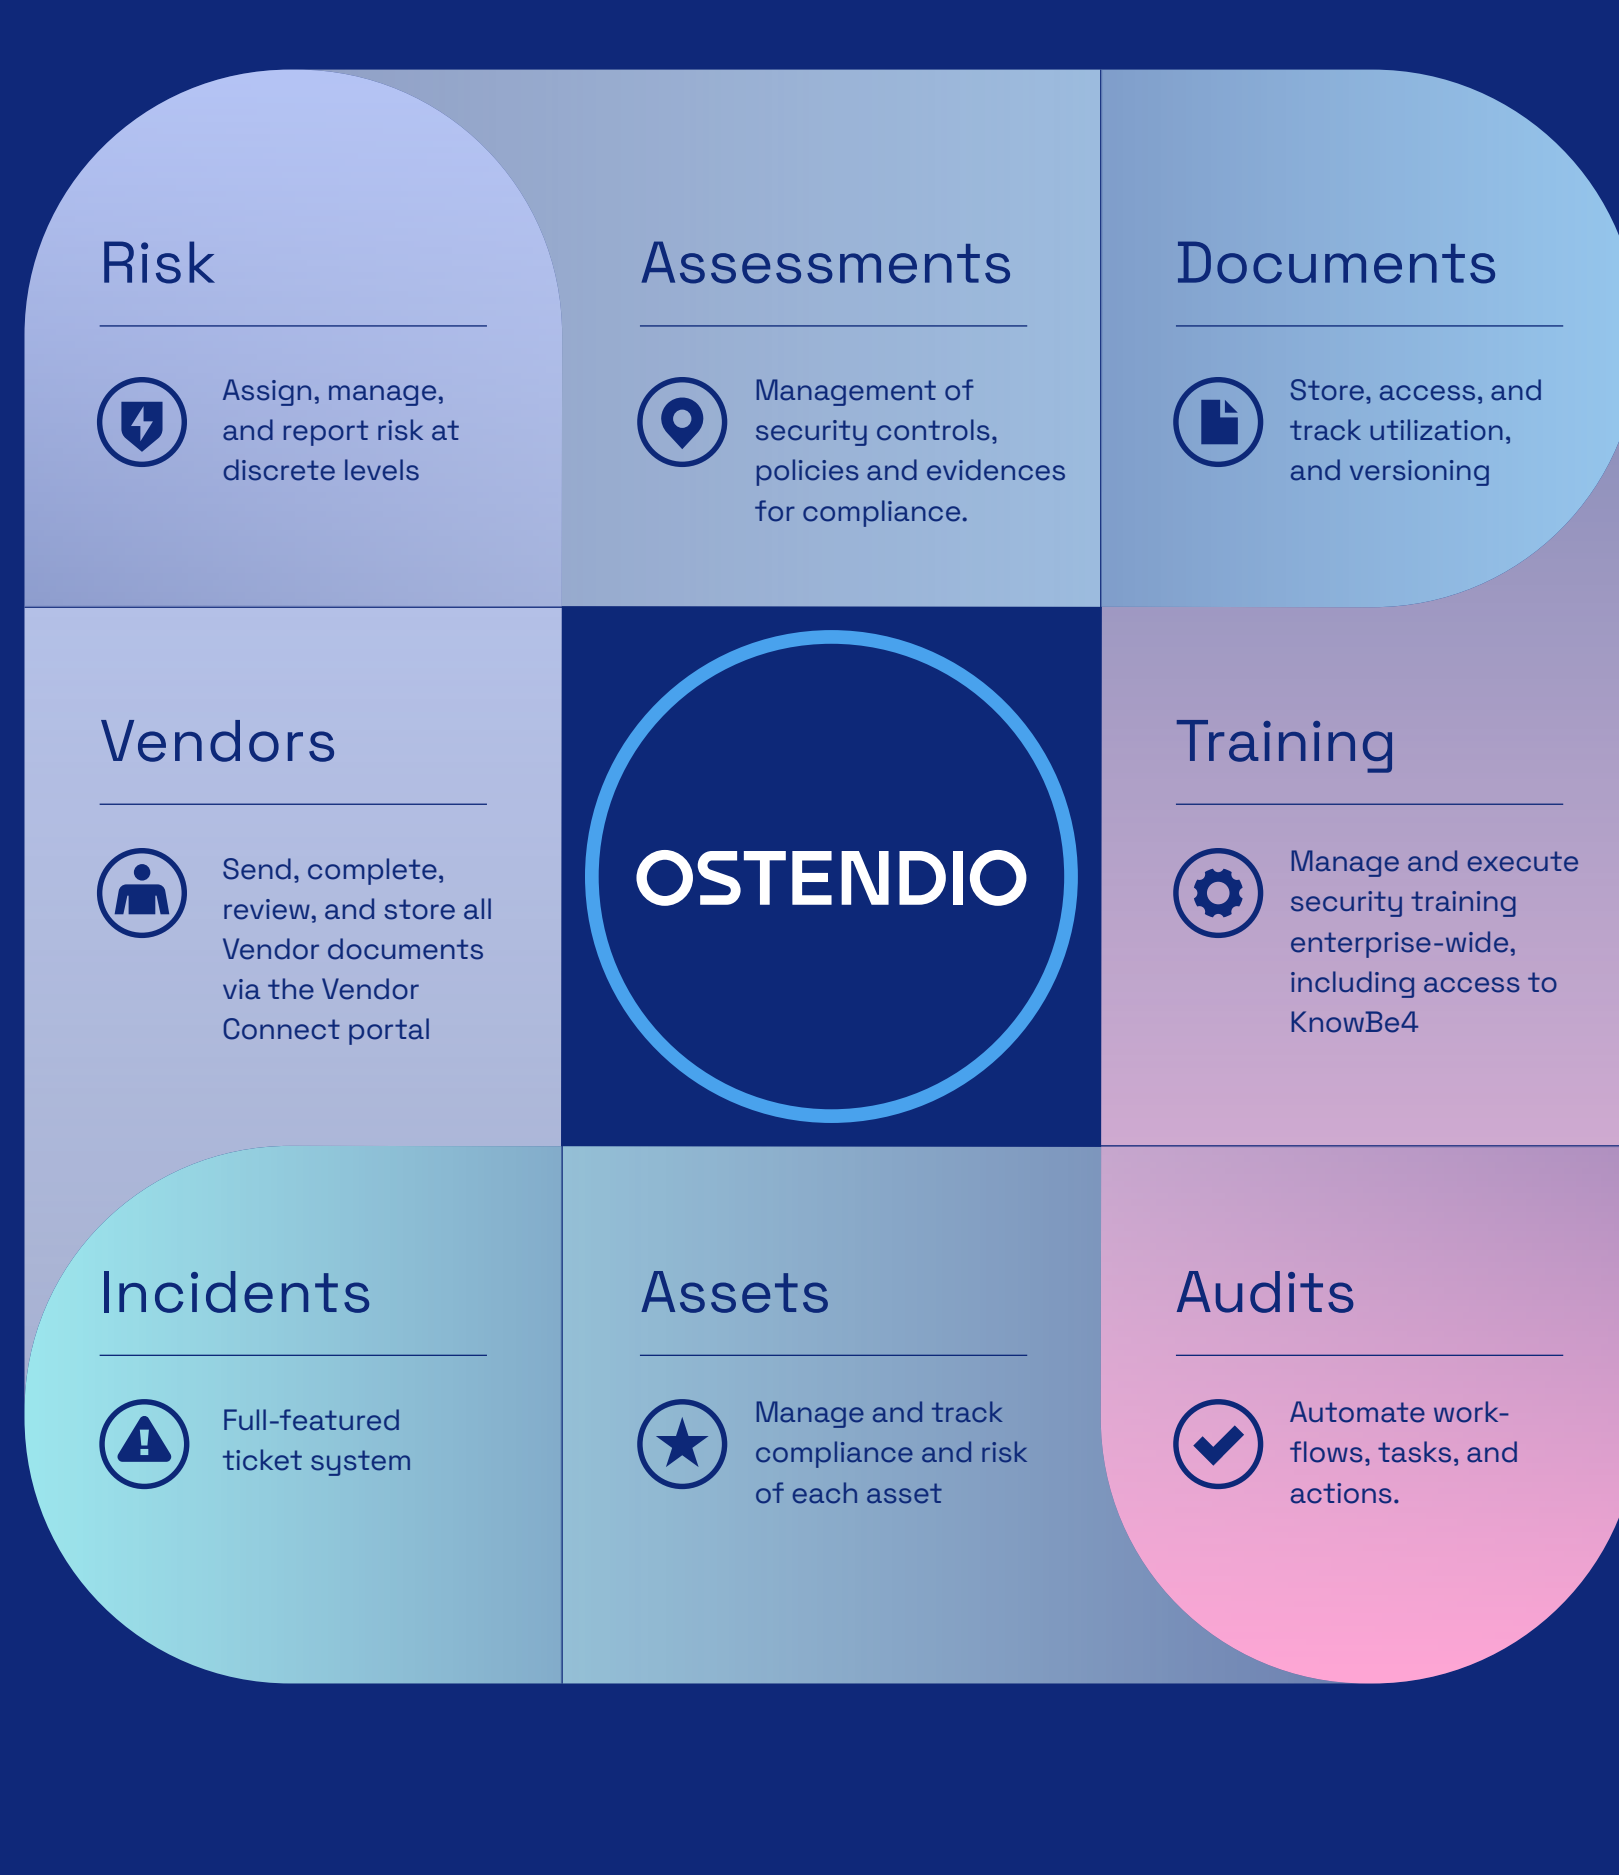 Risk
Assign, manage,
and report risk at
discrete levels
Assessments
Management of
security controls,
policies and evidences
for compliance.
Documents
Store, access, and
track utilization,
and versioning
Vendors
Send, complete,
review, and store all
Vendor documents
via the Vendor
Connect portal
OSTENDIO
Training
Manage and execute
security training
enterprise-wide,
including access to
KnowBe4
Incidents
Full-featured
ticket system
Assets
Manage and track
compliance and risk
of each asset
Audits
Automate work-
flows, tasks, and
actions.